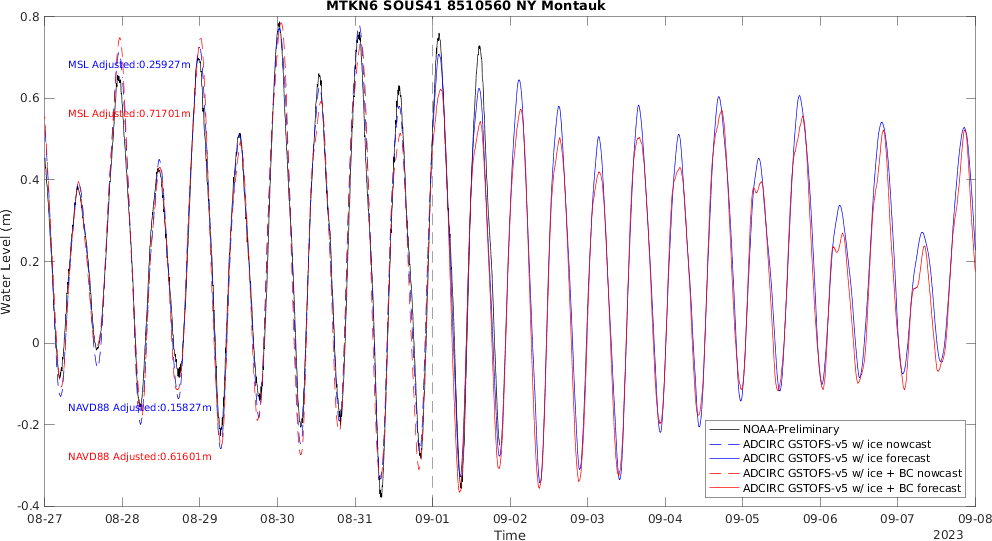 MTKN6 SOUS41 8510560 NY Montauk
0.8
0.6
0.4
0.2
0
-0.2
-0.4
Water Level (m)
MSL Adjusted:0.25927m
MSL Adjusted:0.71701m
NAVD88 Adjusted:0.15827m
NAVD88 Adjusted:0.61601m
NOAA-Preliminary
ADCIRC GSTOFS-v5 w/ ice nowcast
ADCIRC GSTOFS-v5 w/ ice forecast
ADCIRC GSTOFS-v5 w/ ice + BC nowcast
ADCIRC GSTOFS-v5 w/ ice + BC forecast
08-27 08-28 08-29 08-30 08-31 09-01 09-02 09-03 09-04 09-05 09-06 09-07 09-08
Time
2023